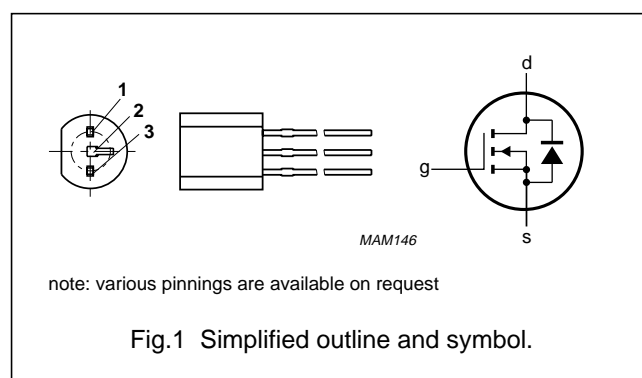 1
2
3
d
g
s
MAM146
note: various pinnings are available on request
Fig.1 Simplified outline and symbol.